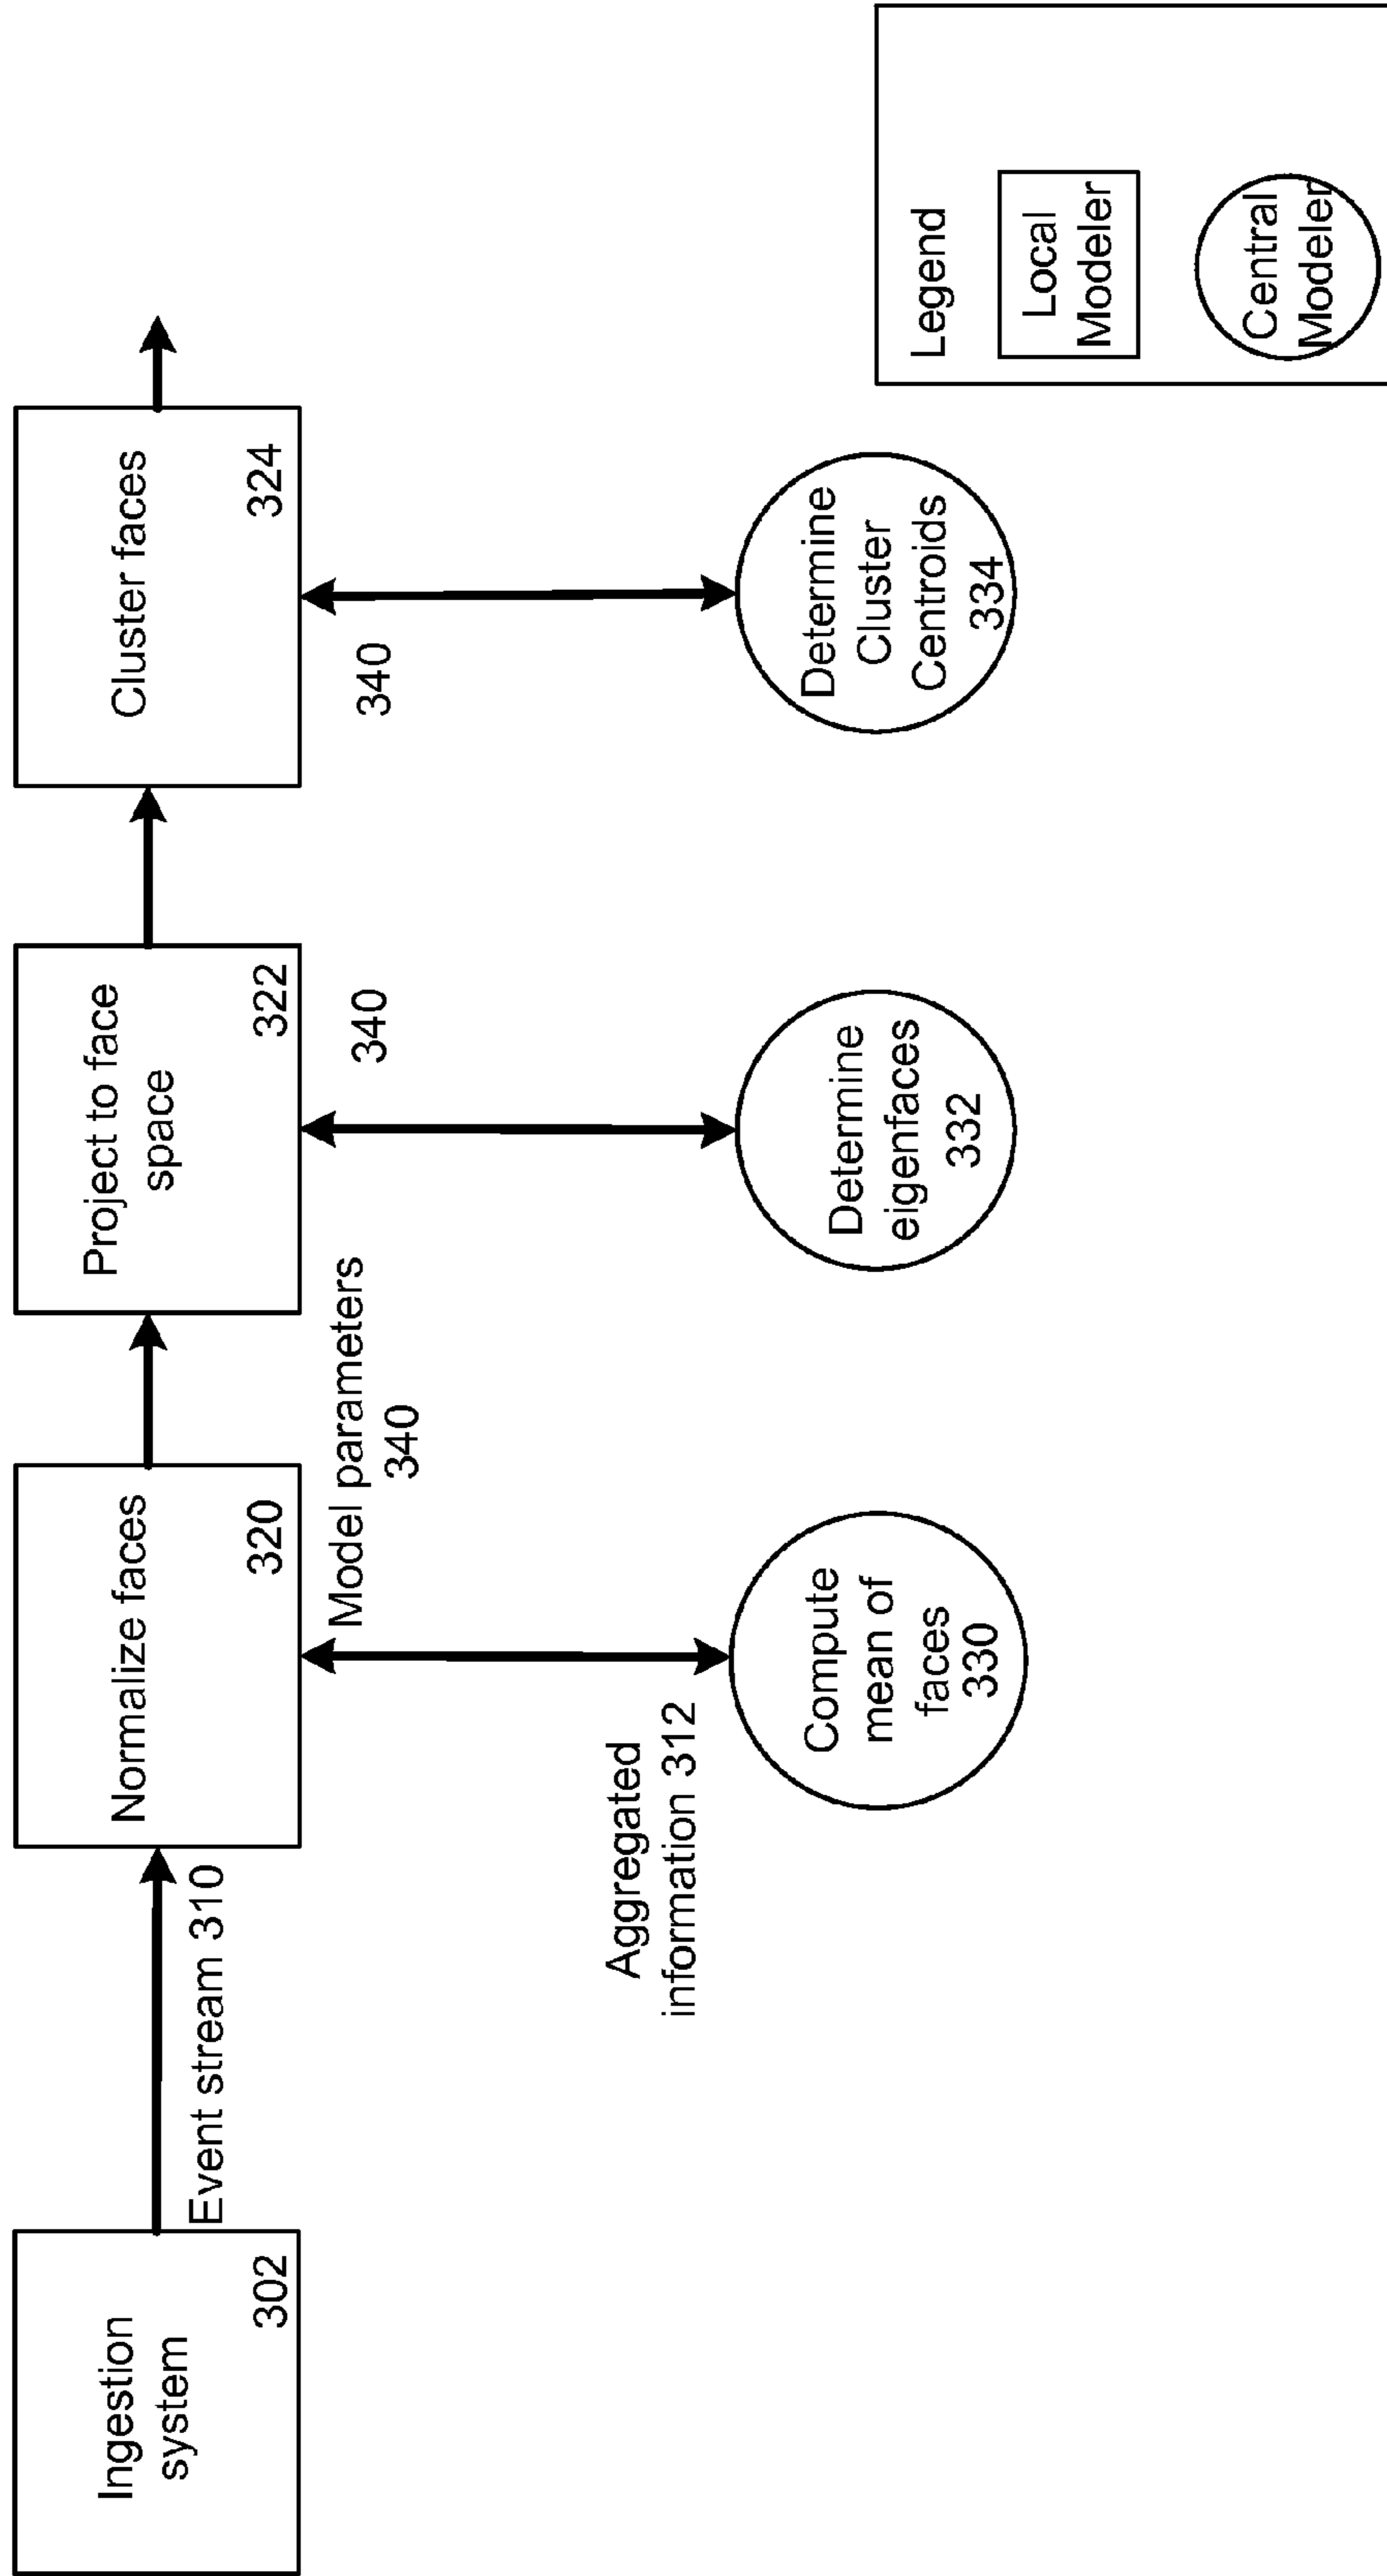 Ingestion
system
302
Event stream 310
Normalize faces
320
Project to face
space
322
Cluster faces
324
Model parameters
340
340
340
Aggregated
information 312
Compute
mean of
faces
330
Determine
eigenfaces
332
Determine
Cluster
Centroids
334
Legend
Local
Modeler
Central
Modeler